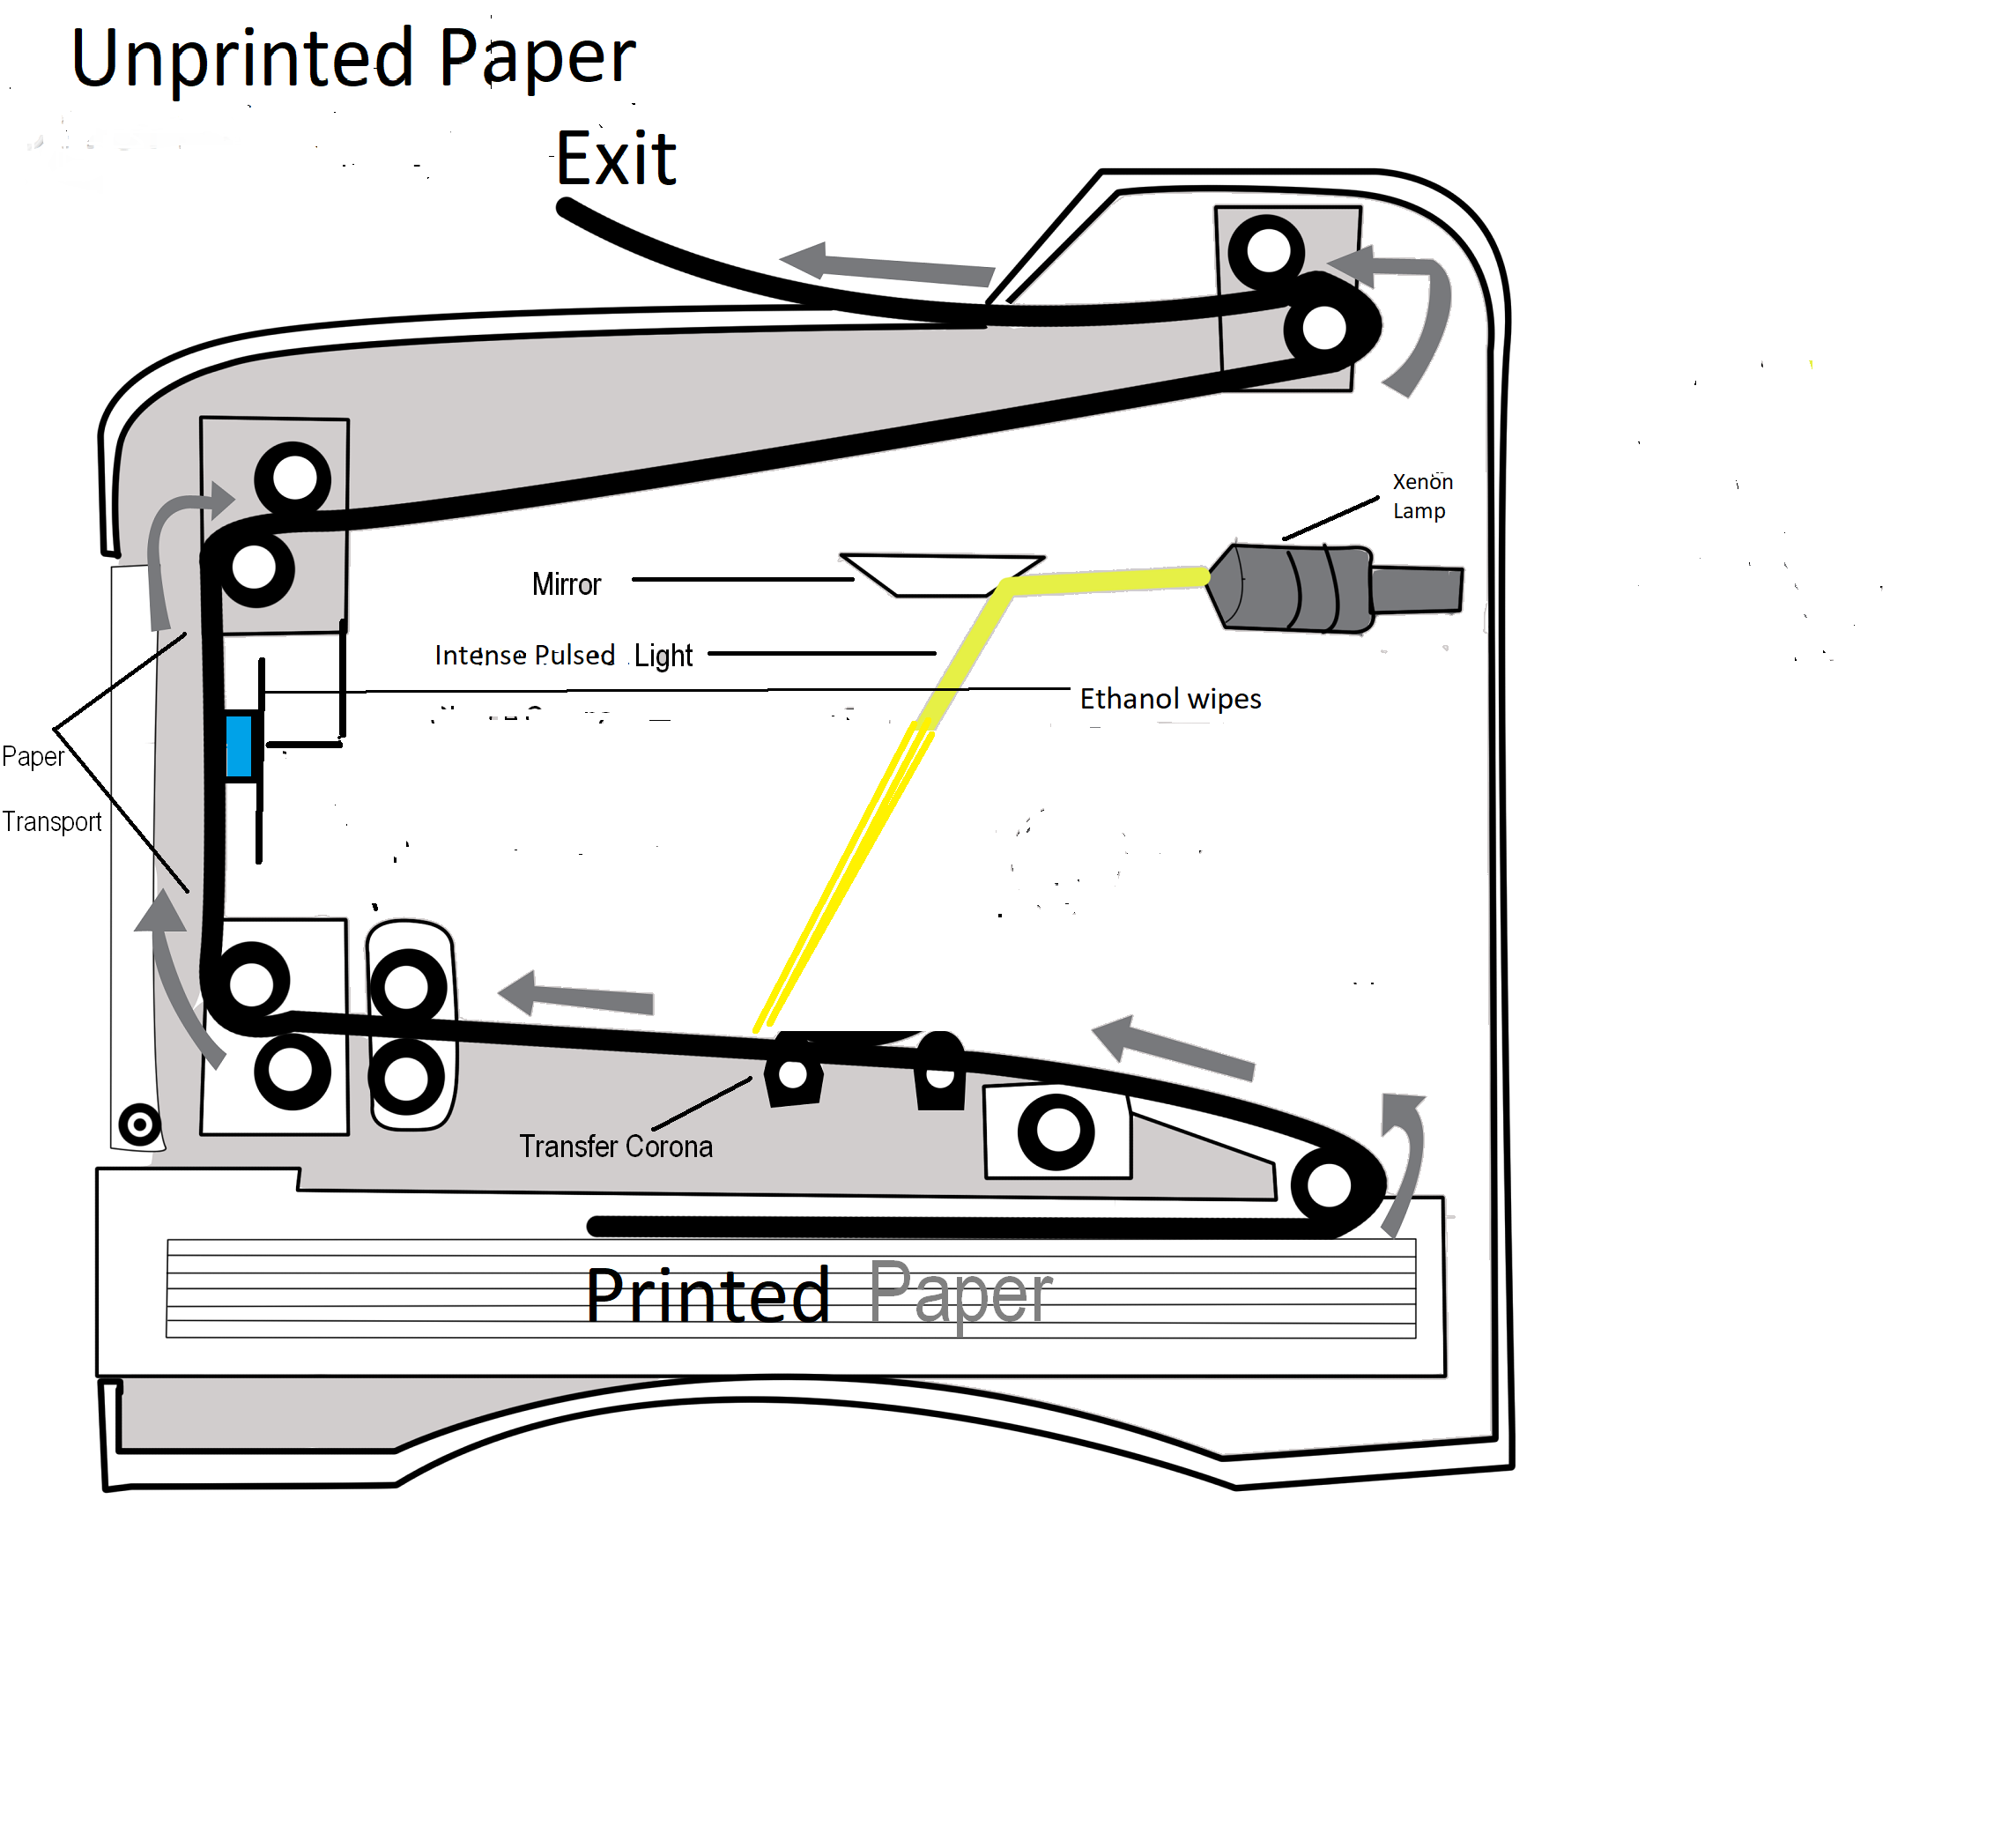 Unprinted Paper
Exit
Xenon
Lamp
Mirror
Intense Pulsed Light
Ethanol wipes
Paper
Transport
Transfer Corona
Printed Paper